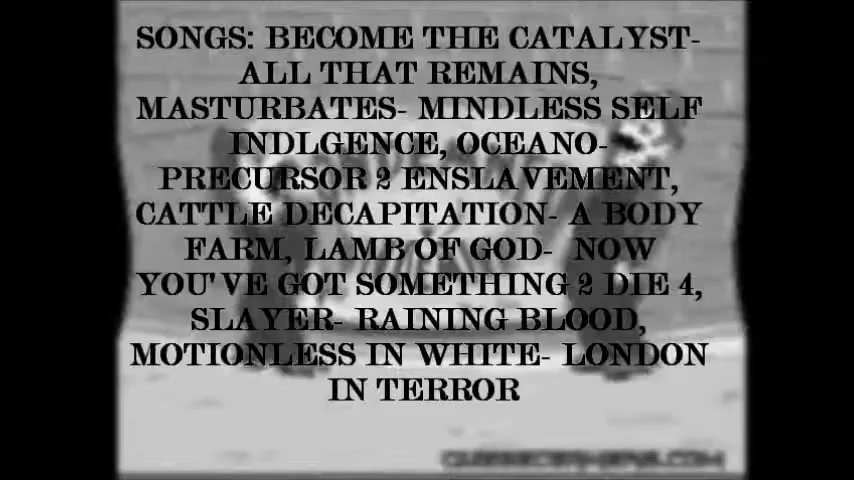 SONGS: BECOME THE CATALYST-
ALL THAT REMAINS,
MASTURBATES- MINDLESS SELF
INDLGENCE, OCEANO-
PRECURSOR 2 ENSLAVEMENT,
CATTLE DECAPITATION- A BODY
FARM, LAMB OF GOD- NOW
YOU'VE GOT SOMETHING 2 DIE 4,
SLAYER- RAINING BLOOD,
MOTIONLESS IN WHITE- LONDON
IN TERROR